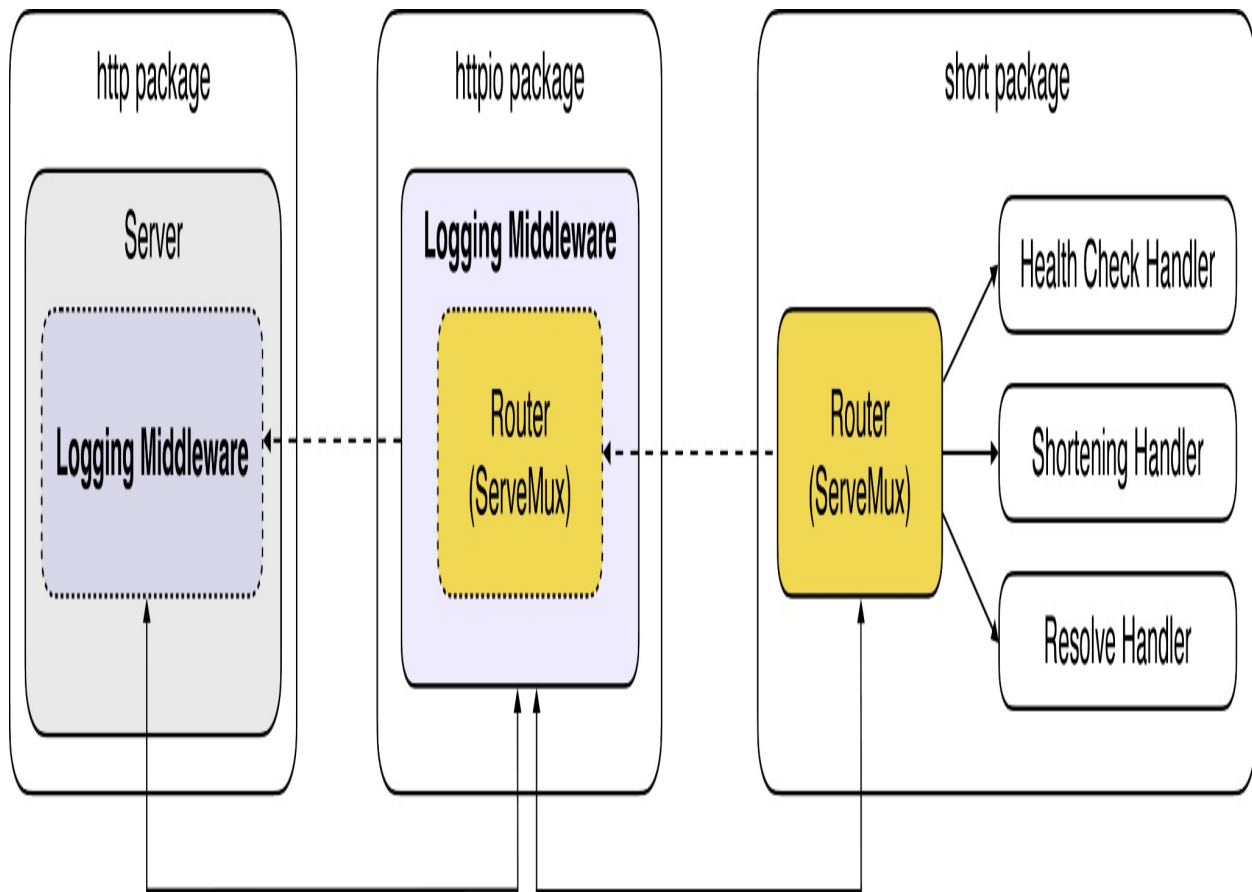 http package
Server
Logging Middleware
httpio package
Logging Middleware
Router
(ServeMux)
short package
Router
(ServeMux)
Health Check Handler
Shortening Handler
Resolve Handler